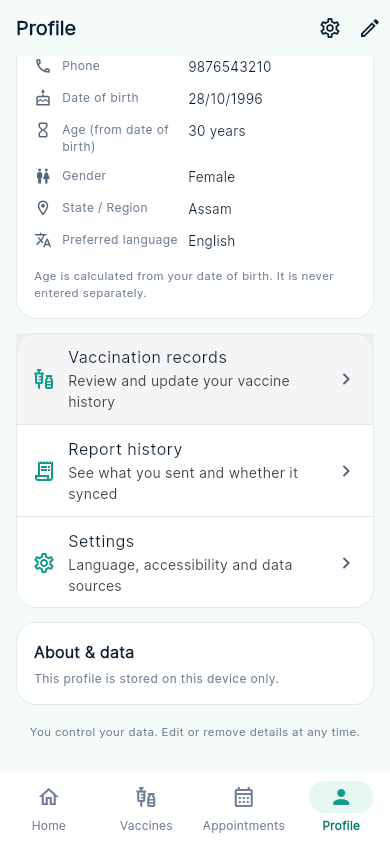 Profile
Phone 9876543210
Date of birth 28/10/1996
Age (from date of birth) 30 years
Gender Female
State / Region Assam
Preferred language English
Age is calculated from your date of birth. It is never
entered separately.
Vaccination records
Review and update your vaccine
history
Report history
See what you sent and whether it
synced
Settings
Language, accessibility and data
sources
About & data
This profile is stored on this device only.
You control your data. Edit or remove details at any time.
Home Vaccines Appointments Profile